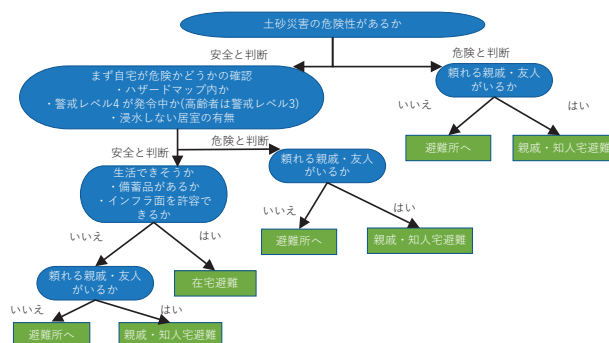 土砂災害の危険性があるか
安全と判断
危険と判断
まず自宅が危険かどうかの確認
・ハザードマップ内か
・警戒レベル4 が発令中か(高齢者は警戒レベル3)
・浸水しない居室の有無
頼れる親戚・友人
がいるか
いいえ
はい
避難所へ
親戚・知人宅避難
安全と判断
危険と判断
生活できそうか
・備蓄品があるか
・インフラ面を許容で
きるか
頼れる親戚・友人
がいるか
いいえ
はい
避難所へ
親戚・知人宅避難
いいえ
はい
頼れる親戚・友人
がいるか
在宅避難
いいえ
はい
避難所へ
親戚・知人宅避難